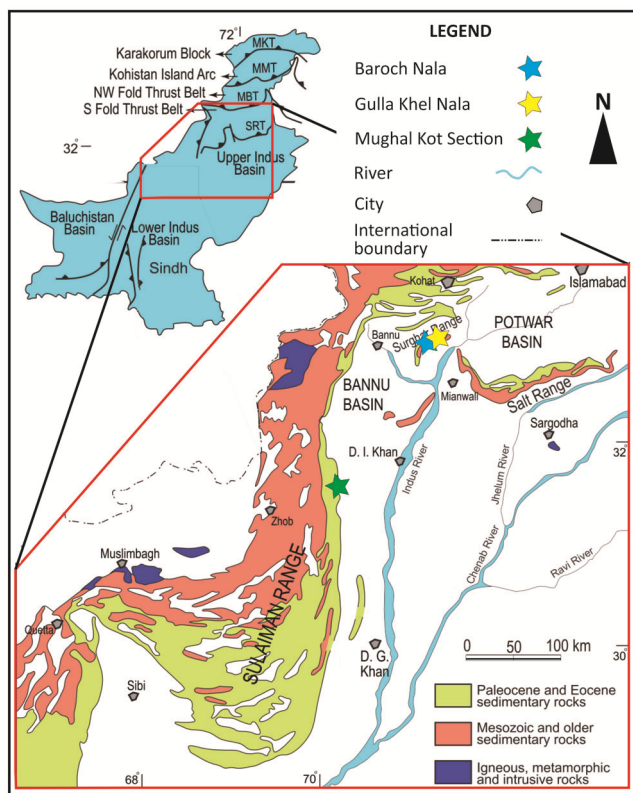 72°
LEGEND
MKT
Karakorum Block
Baroch Nala
Kohistan Island Arc
MMT
NW Fold Thrust Belt
MBT
Gulla Khel Nala
S Fold Thrust Belt
N
SRT
Mughal Kot Section
32
Upper Indus
Basin
River
City
Baluchistan
Basin
Lower Indus
Basin
International
boundary
Sindh
Kohat
Islamabad
Bannu
Surghar Range
POTWAR
BASIN
BANNU
BASIN
Mianwali
Salt Range
Sargodha
32
D. I. Khan
Indus River
Jhelum River
Zhob
Chenab River
Muslimbagh
Ravi River
SULAIMAN RANGE
Quetta
D. G.
Khan
30
0 50 100 km
Sibi
Paleocene and Eocene
sedimentary rocks
Mesozoic and older
sedimentary rocks
Igneous, metamorphic
and intrusive rocks
68
70